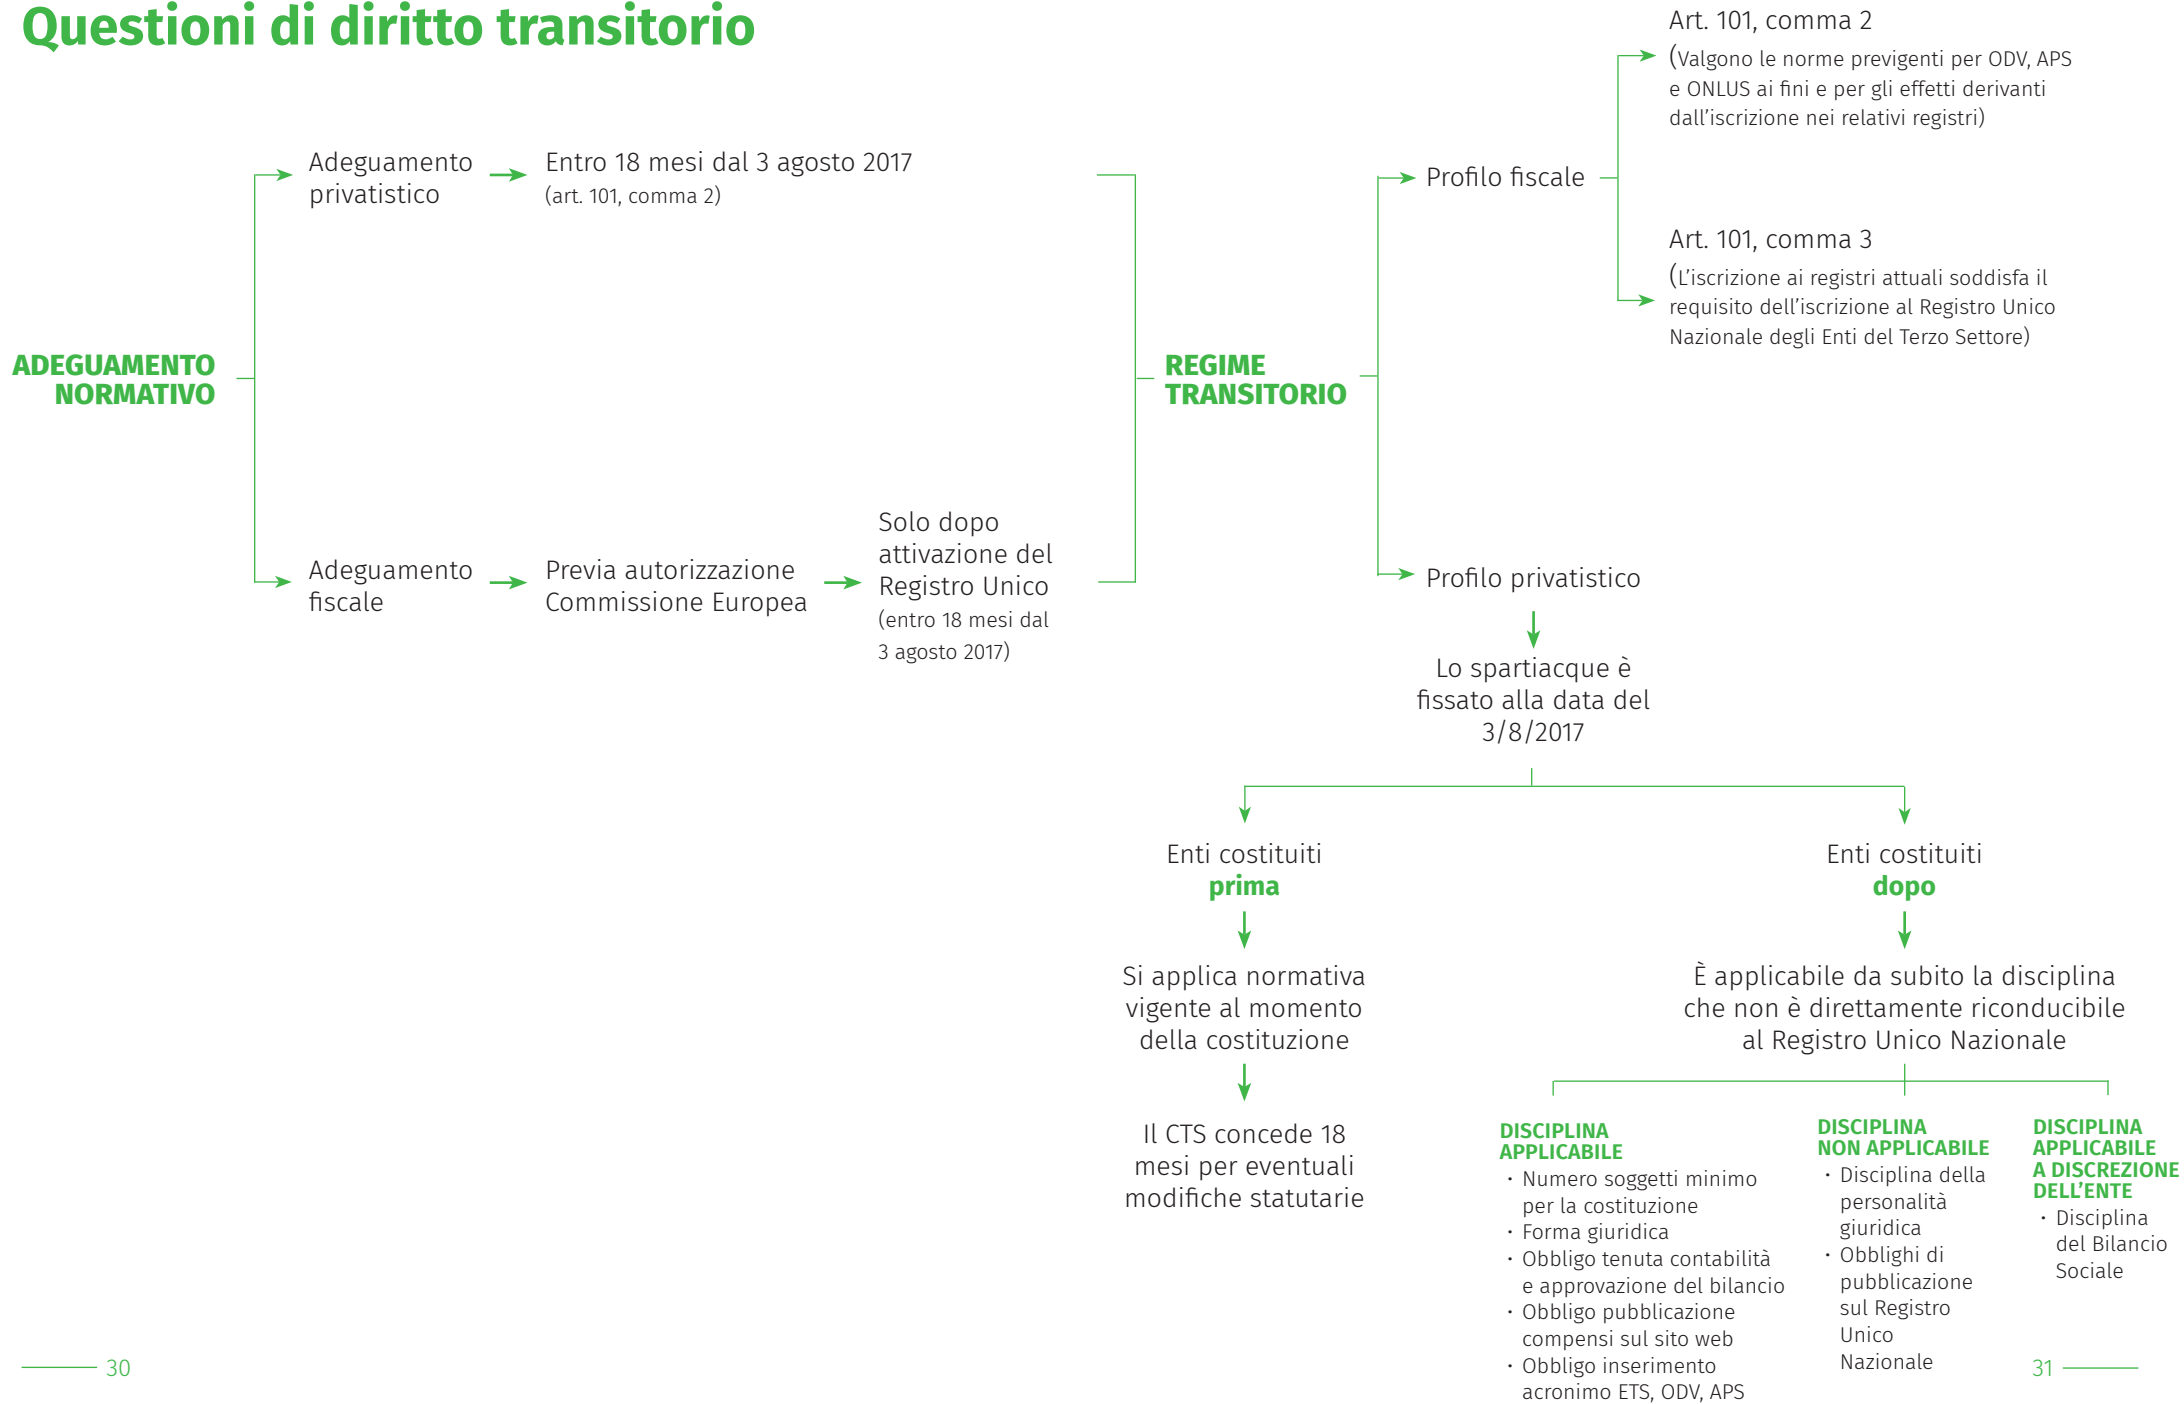 Questioni di diritto transitorio
ADEGUAMENTO
NORMATIVO
Adeguamento
privatistico
Entro 18 mesi dal 3 agosto 2017
(art. 101, comma 2)
Adeguamento
fiscale
Previa autorizzazione
Commissione Europea
Solo dopo
attivazione del
Registro Unico
(entro 18 mesi dal
3 agosto 2017)
REGIME
TRANSITORIO
Profilo fiscale
Art. 101, comma 2
(Valgono le norme previgenti per ODV, APS
e ONLUS ai fini e per gli effetti derivanti
dall'iscrizione nei relativi registri)
Art. 101, comma 3
(L'iscrizione ai registri attuali soddisfa il
requisito dell'iscrizione al Registro Unico
Nazionale degli Enti del Terzo Settore)
Profilo privatistico
Lo spartiacque è
fissato alla data del
3/8/2017
Enti costituiti
prima
Si applica normativa
vigente al momento
della costituzione
Il CTS concede 18
mesi per eventuali
modifiche statutarie
Enti costituiti
dopo
È applicabile da subito la disciplina
che non è direttamente riconducibile
al Registro Unico Nazionale
DISCIPLINA
APPLICABILE
· Numero soggetti minimo
per la costituzione
· Forma giuridica
· Obbligo tenuta contabilità
e approvazione del bilancio
· Obbligo pubblicazione
compensi sul sito web
· Obbligo inserimento
acronimo ETS, ODV, APS
DISCIPLINA
NON APPLICABILE
· Disciplina della
personalità
giuridica
· Obblighi di
pubblicazione
sul Registro
Unico
Nazionale
DISCIPLINA
APPLICABILE
A DISCREZIONE
DELL'ENTE
· Disciplina
del Bilancio
Sociale
30
31